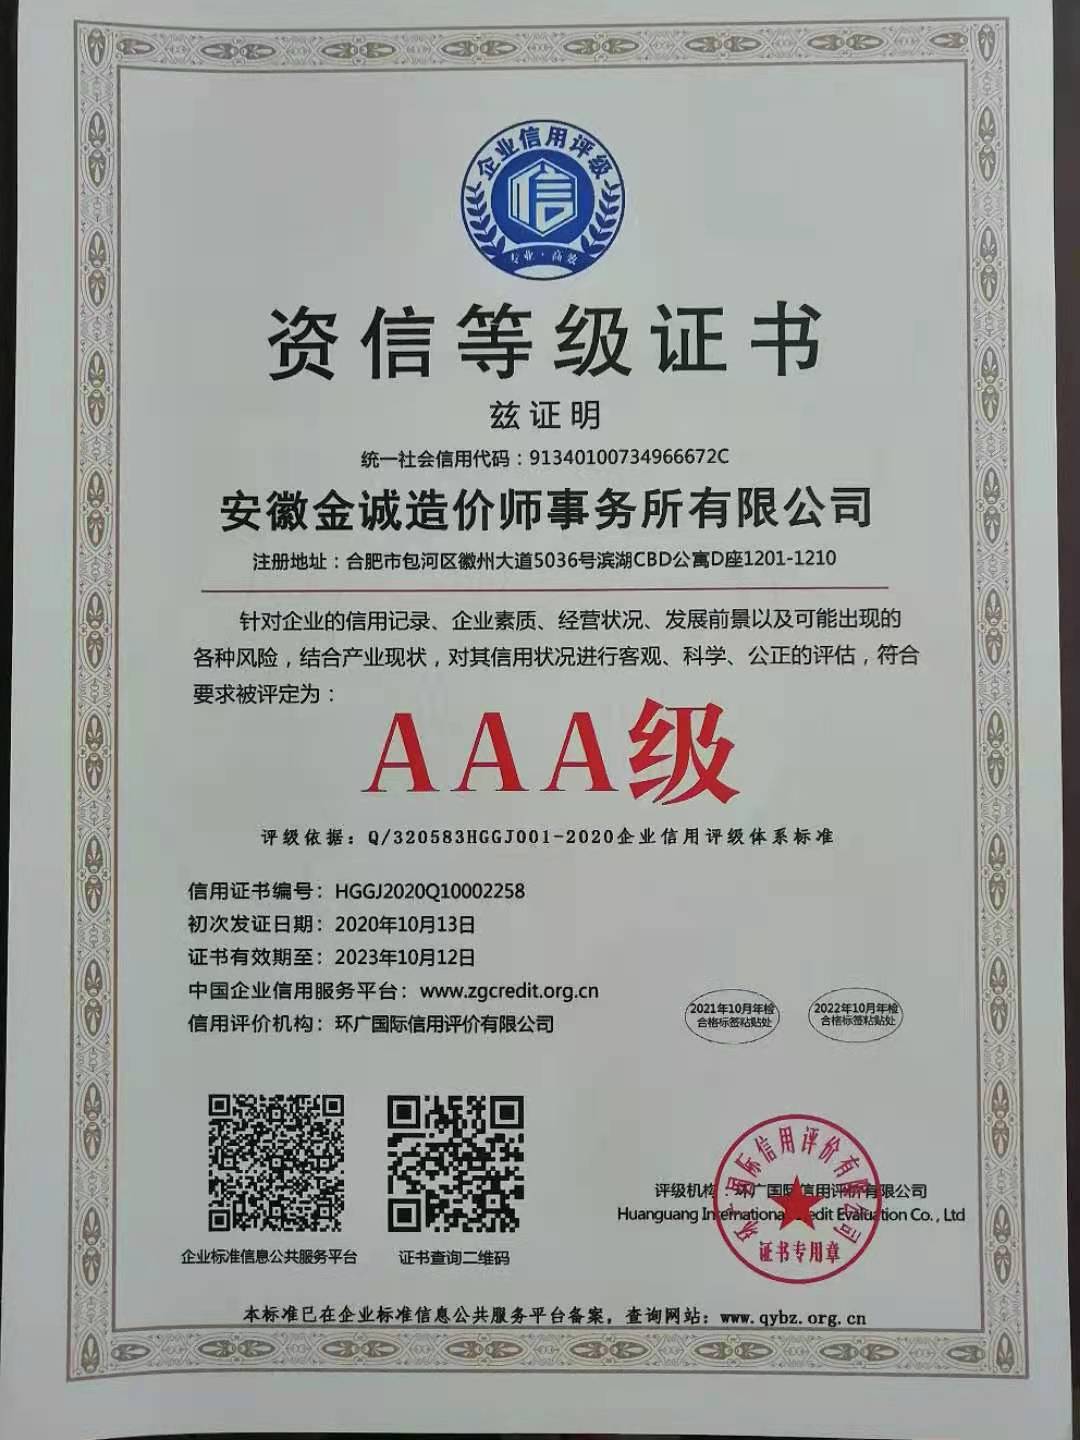 企业信用评级
信
专业·高效
资信等级证书
兹证明
统一社会信用代码：91340100734966672C
安徽金诚造价师事务所有限公司
注册地址：合肥市包河区徽州大道5036号滨湖CBD公寓D座1201-1210
针对企业的信用记录、企业素质、经营状况、发展前景以及可能出现的
各种风险，结合产业现状，对其信用状况进行客观、科学、公正的评估，符合
要求被评定为：
AAA级
评级依据：Q/320583HGGJ001-2020企业信用评级体系标准
信用证书编号：HGGJ2020Q10002258
初次发证日期：2020年10月13日
证书有效期至：2023年10月12日
中国企业信用服务平台：www.zgcredit.org.cn
信用评价机构：环广国际信用评价有限公司
2021年10月年检
合格标签粘贴处
2022年10月年检
合格标签粘贴处
企业标准信息公共服务平台
证书查询二维码
评级机构：环广国际信用评价有限公司
Huanguang International Credit Evaluation Co., Ltd
环广国际信用评价有限公司
证书专用章
本标准已在企业标准信息公共服务平台备案，查询网站：www.qybz.org.cn